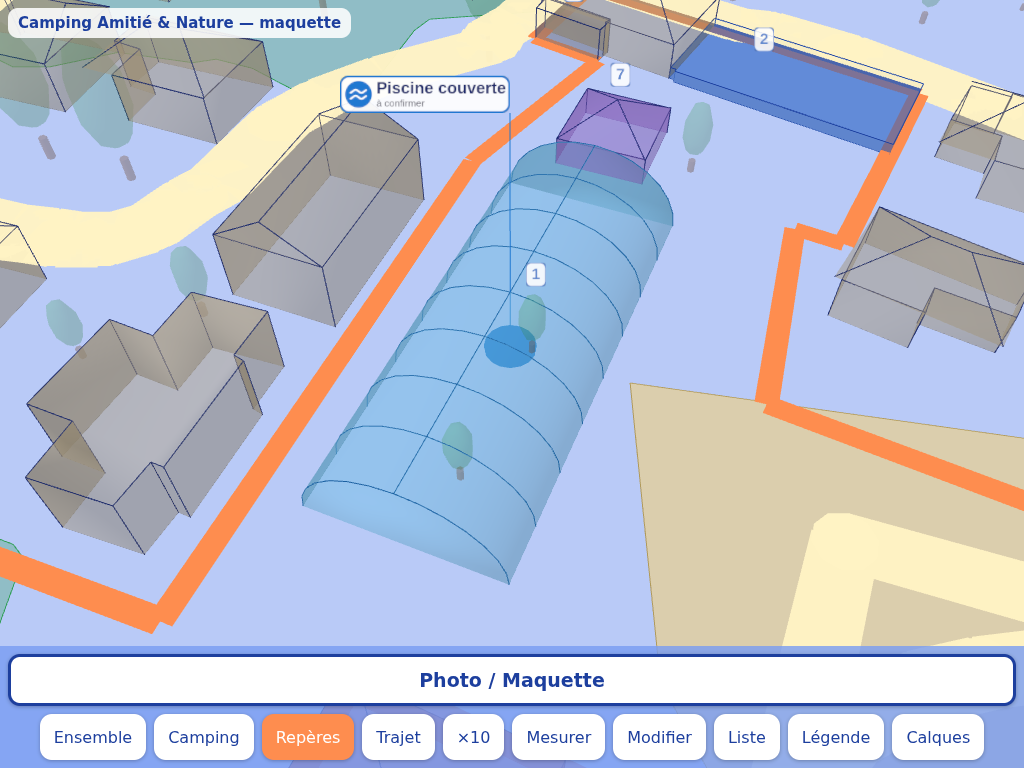 Camping Amitié & Nature — maquette
2
7
Piscine couverte
à confirmer
1
Photo / Maquette
Ensemble
Camping
Repères
Trajet
×10
Mesurer
Modifier
Liste
Légende
Calques